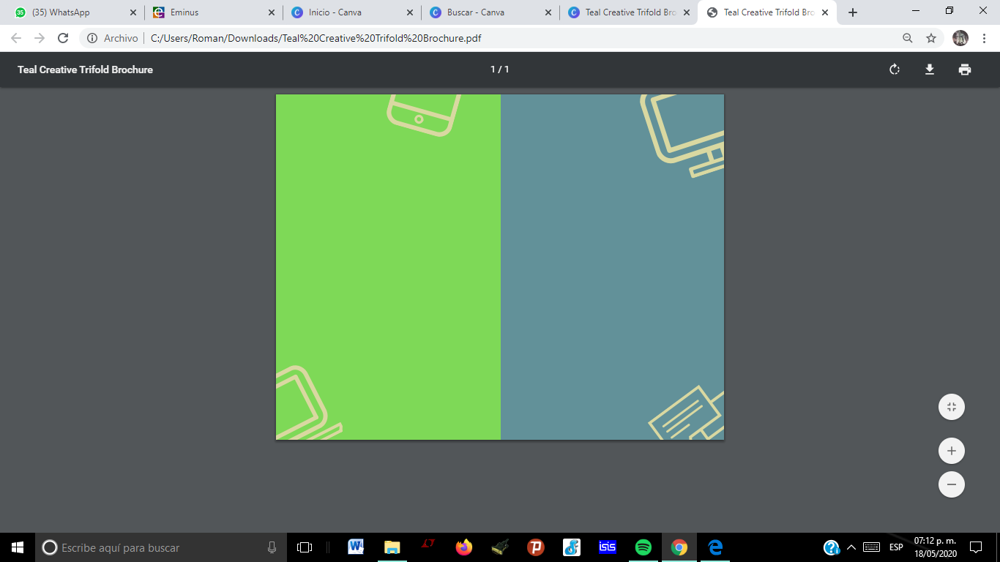 (35) WhatsApp
Eminus
Inicio - Canva
Buscar - Canva
Teal Creative Trifold Bro
Teal Creative Trifold Bro
Archivo
C:/Users/Roman/Downloads/Teal%20Creative%20Trifold%20Brochure.pdf
Teal Creative Trifold Brochure
1 / 1
Escribe aquí para buscar
isis
ESP
07:12 p. m.
18/05/2020